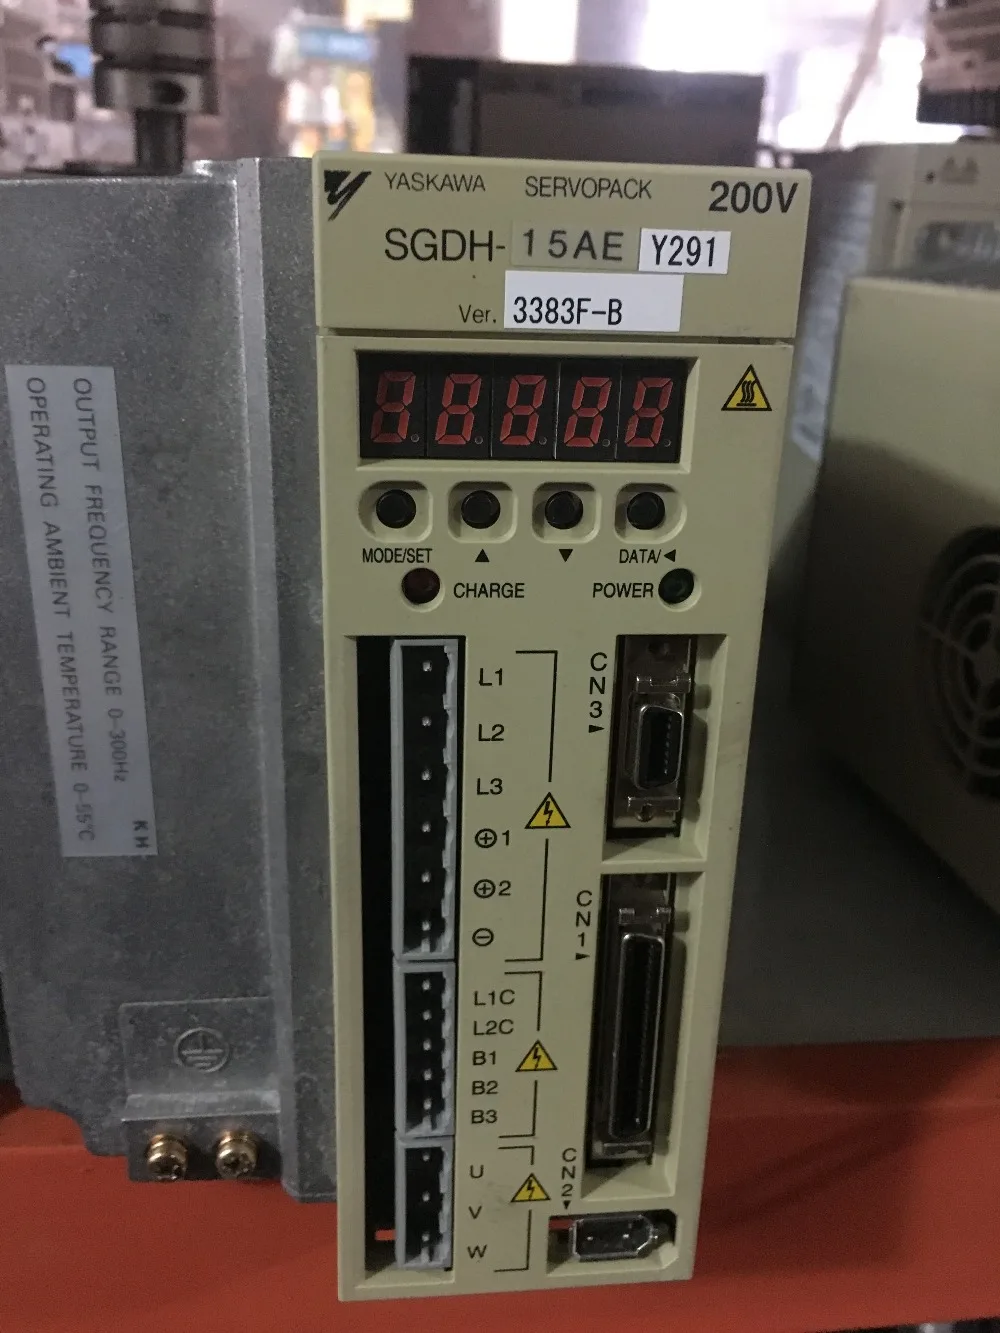 YASKAWA SERVOPACK 200V
SGDH-15AE Y291
Ver. 3383F-B
MODE/SET ▲ ▼ DATA/◀
CHARGE POWER
L1
L2
L3
⊕1
⊕2
⊖
L1C
L2C
B1
B2
B3
U
V
W
CN3▶
CN1▶
CN2▼
OUTPUT FREQUENCY RANGE 0-300Hz
OPERATING AMBIENT TEMPERATURE 0-55°C
KH